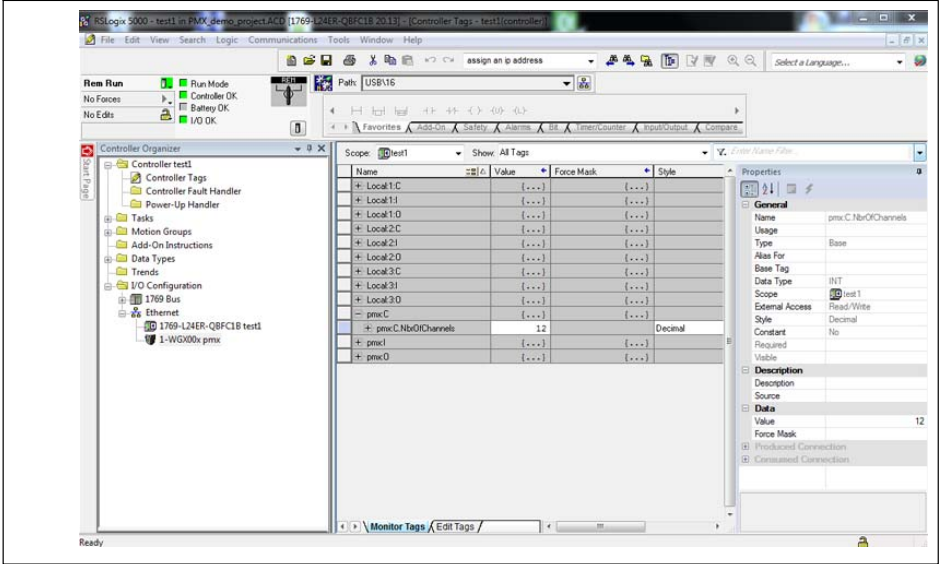 RSLogix 5000 - test1 in PMX_demo_project.ACD [1769-L24ER-QBFC1B 20.13] - [Controller Tags - test1(controller)]
File Edit View Search Logic Communications Tools Window Help
assign an ip address
Select a Language...
Rem Run
Run Mode
REM
Path: USB\16
No Forces
Controller OK
Battery OK
No Edits
I/O OK
Favorites Add-On Safety Alarms Bit Timer/Counter Input/Output Compare
Start Page
Controller Organizer
Controller test1
Controller Tags
Controller Fault Handler
Power-Up Handler
Tasks
Motion Groups
Add-On Instructions
Data Types
Trends
I/O Configuration
1769 Bus
Ethernet
1769-L24ER-QBFC1B test1
1-WGX00x pmx
Scope: test1 Show: All Tags
Enter Name Filter...
Name Value Force Mask Style
Local:1:C {...} {...}
Local:1:I {...} {...}
Local:1:O {...} {...}
Local:2:C {...} {...}
Local:2:I {...} {...}
Local:2:O {...} {...}
Local:3:C {...} {...}
Local:3:I {...} {...}
Local:3:O {...} {...}
pmx:C {...} {...}
pmx:C.NbrOfChannels 12 Decimal
pmx:I {...} {...}
pmx:O {...} {...}
Properties
General
Name pmx:C.NbrOfChannels
Usage
Type Base
Alias For
Base Tag
Data Type INT
Scope test1
External Access Read/Write
Style Decimal
Constant No
Required
Visible
Description
Description
Source
Data
Value 12
Force Mask
Produced Connection
Consumed Connection
Monitor Tags Edit Tags
Ready